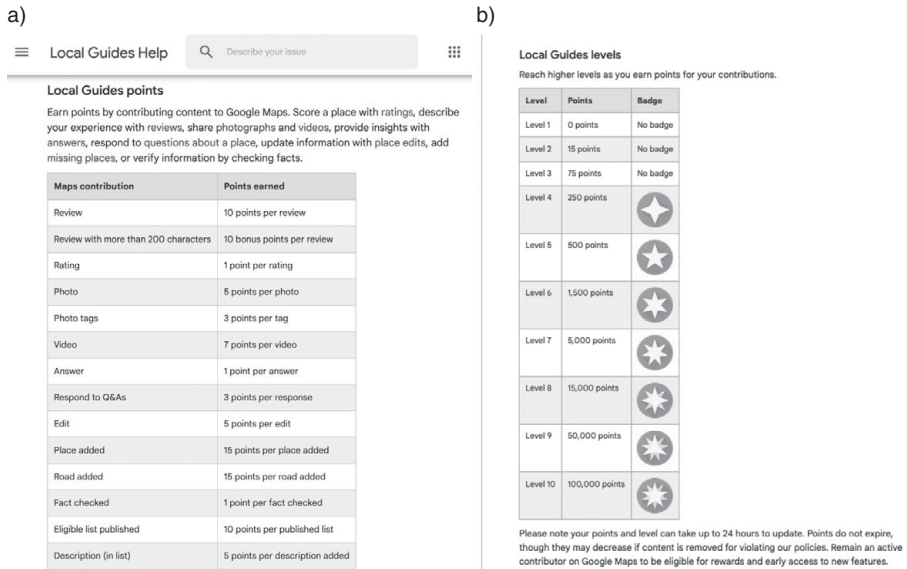 a)
Local Guides Help
Describe your issue
Local Guides points
Earn points by contributing content to Google Maps. Score a place with ratings, describe
your experience with reviews, share photographs and videos, provide insights with
answers, respond to questions about a place, update information with place edits, add
missing places, or verify information by checking facts.
Maps contribution Points earned
Review 10 points per review
Review with more than 200 characters 10 bonus points per review
Rating 1 point per rating
Photo 5 points per photo
Photo tags 3 points per tag
Video 7 points per video
Answer 1 point per answer
Respond to Q&As 3 points per response
Edit 5 points per edit
Place added 15 points per place added
Road added 15 points per road added
Fact checked 1 point per fact checked
Eligible list published 10 points per published list
Description (in list) 5 points per description added
b)
Local Guides levels
Reach higher levels as you earn points for your contributions.
Level Points Badge
Level 1 0 points No badge
Level 2 15 points No badge
Level 3 75 points No badge
Level 4 250 points
Level 5 500 points
Level 6 1,500 points
Level 7 5,000 points
Level 8 15,000 points
Level 9 50,000 points
Level 10 100,000 points
Please note your points and level can take up to 24 hours to update. Points do not expire,
though they may decrease if content is removed for violating our policies. Remain an active
contributor on Google Maps to be eligible for rewards and early access to new features.